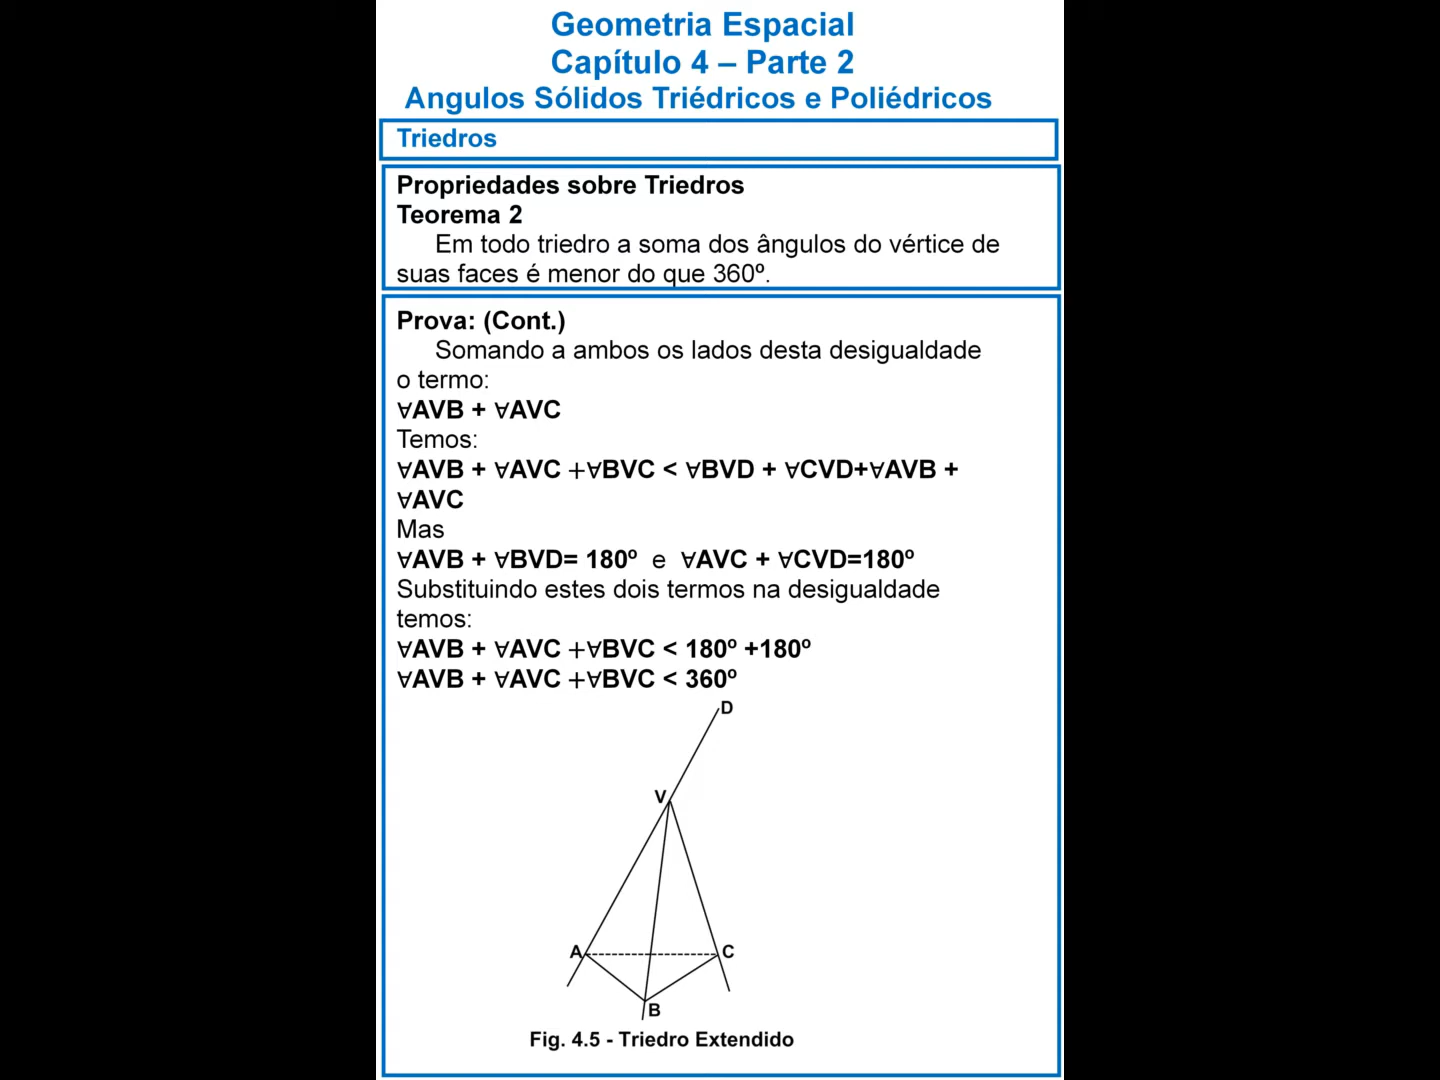 Geometria Espacial
Capítulo 4 – Parte 2
Angulos Sólidos Triédricos e Poliédricos
Triedros
Propriedades sobre Triedros
Teorema 2
Em todo triedro a soma dos ângulos do vértice de
suas faces é menor do que 360º.
Prova: (Cont.)
Somando a ambos os lados desta desigualdade
o termo:
∀AVB + ∀AVC
Temos:
∀AVB + ∀AVC +∀BVC < ∀BVD + ∀CVD+∀AVB +
∀AVC
Mas
∀AVB + ∀BVD= 180º e ∀AVC + ∀CVD=180º
Substituindo estes dois termos na desigualdade
temos:
∀AVB + ∀AVC +∀BVC < 180º +180º
∀AVB + ∀AVC +∀BVC < 360º
D
V
A
C
B
Fig. 4.5 - Triedro Extendido